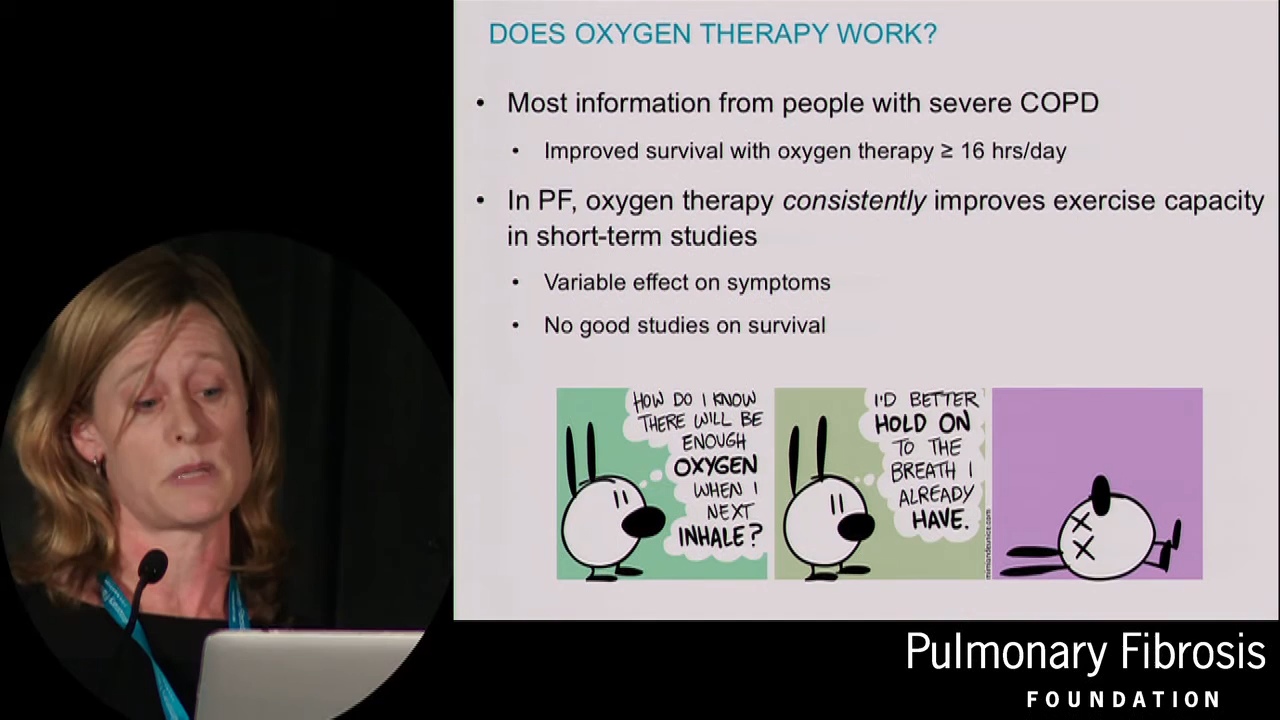 DOES OXYGEN THERAPY WORK?
• Most information from people with severe COPD
• Improved survival with oxygen therapy ≥ 16 hrs/day
• In PF, oxygen therapy consistently improves exercise capacity
in short-term studies
• Variable effect on symptoms
• No good studies on survival
HOW DO I KNOW
THERE WILL BE
ENOUGH
OXYGEN
WHEN I
NEXT
INHALE?
I'D BETTER
HOLD ON
TO THE
BREATH I
ALREADY
HAVE.
mimiandeunice.com
Pulmonary Fibrosis
FOUNDATION